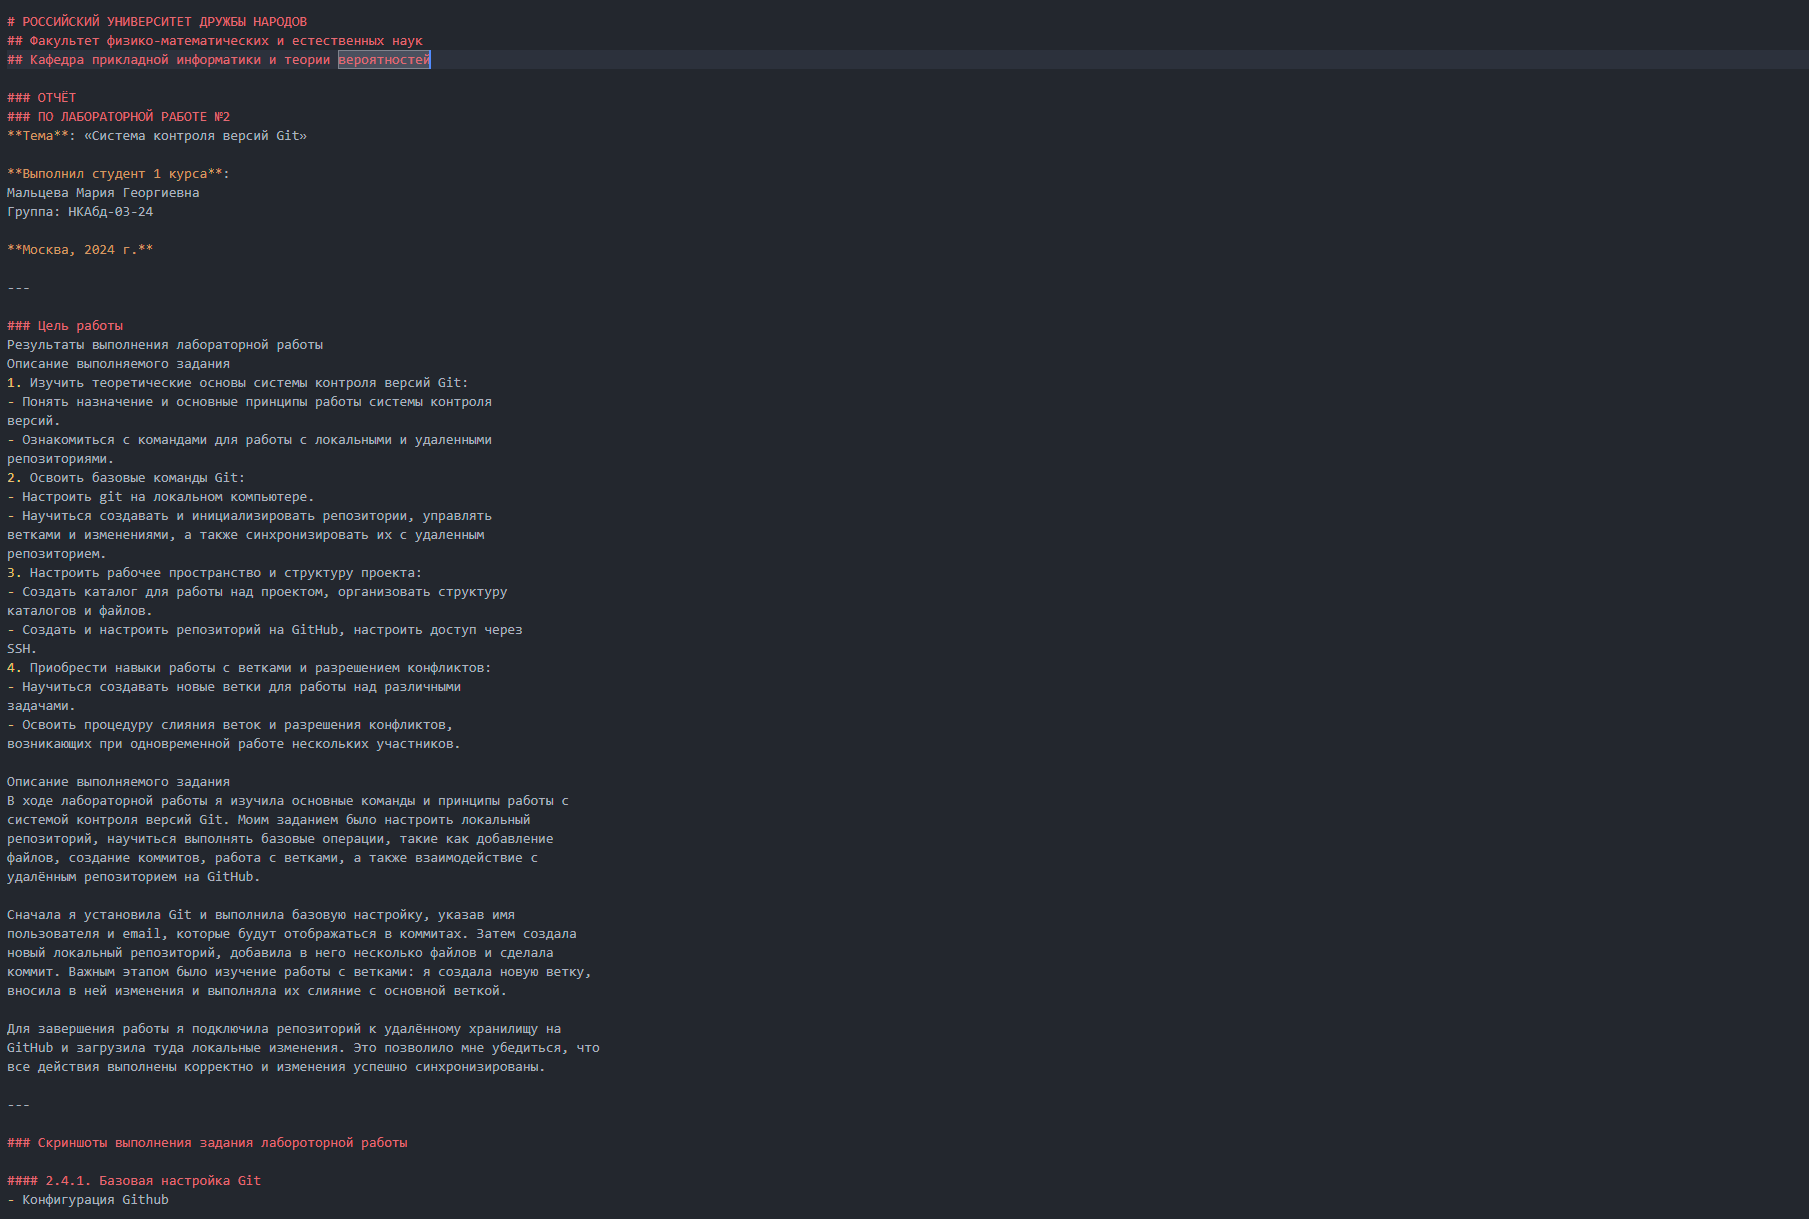 # РОССИЙСКИЙ УНИВЕРСИТЕТ ДРУЖБЫ НАРОДОВ
## Факультет физико-математических и естественных наук
## Кафедра прикладной информатики и теории вероятностей
### ОТЧЁТ
### ПО ЛАБОРАТОРНОЙ РАБОТЕ №2
**Тема**: «Система контроля версий Git»
**Выполнил студент 1 курса**:
Мальцева Мария Георгиевна
Группа: НКАбд-03-24
**Москва, 2024 г.**
---
### Цель работы
Результаты выполнения лабораторной работы
Описание выполняемого задания
1. Изучить теоретические основы системы контроля версий Git:
- Понять назначение и основные принципы работы системы контроля
версий.
- Ознакомиться с командами для работы с локальными и удаленными
репозиториями.
2. Освоить базовые команды Git:
- Настроить git на локальном компьютере.
- Научиться создавать и инициализировать репозитории, управлять
ветками и изменениями, а также синхронизировать их с удаленным
репозиторием.
3. Настроить рабочее пространство и структуру проекта:
- Создать каталог для работы над проектом, организовать структуру
каталогов и файлов.
- Создать и настроить репозиторий на GitHub, настроить доступ через
SSH.
4. Приобрести навыки работы с ветками и разрешением конфликтов:
- Научиться создавать новые ветки для работы над различными
задачами.
- Освоить процедуру слияния веток и разрешения конфликтов,
возникающих при одновременной работе нескольких участников.
Описание выполняемого задания
В ходе лабораторной работы я изучила основные команды и принципы работы с
системой контроля версий Git. Моим заданием было настроить локальный
репозиторий, научиться выполнять базовые операции, такие как добавление
файлов, создание коммитов, работа с ветками, а также взаимодействие с
удалённым репозиторием на GitHub.
Сначала я установила Git и выполнила базовую настройку, указав имя
пользователя и email, которые будут отображаться в коммитах. Затем создала
новый локальный репозиторий, добавила в него несколько файлов и сделала
коммит. Важным этапом было изучение работы с ветками: я создала новую ветку,
вносила в ней изменения и выполняла их слияние с основной веткой.
Для завершения работы я подключила репозиторий к удалённому хранилищу на
GitHub и загрузила туда локальные изменения. Это позволило мне убедиться, что
все действия выполнены корректно и изменения успешно синхронизированы.
---
### Скриншоты выполнения задания лабороторной работы
#### 2.4.1. Базовая настройка Git
- Конфигурация Github